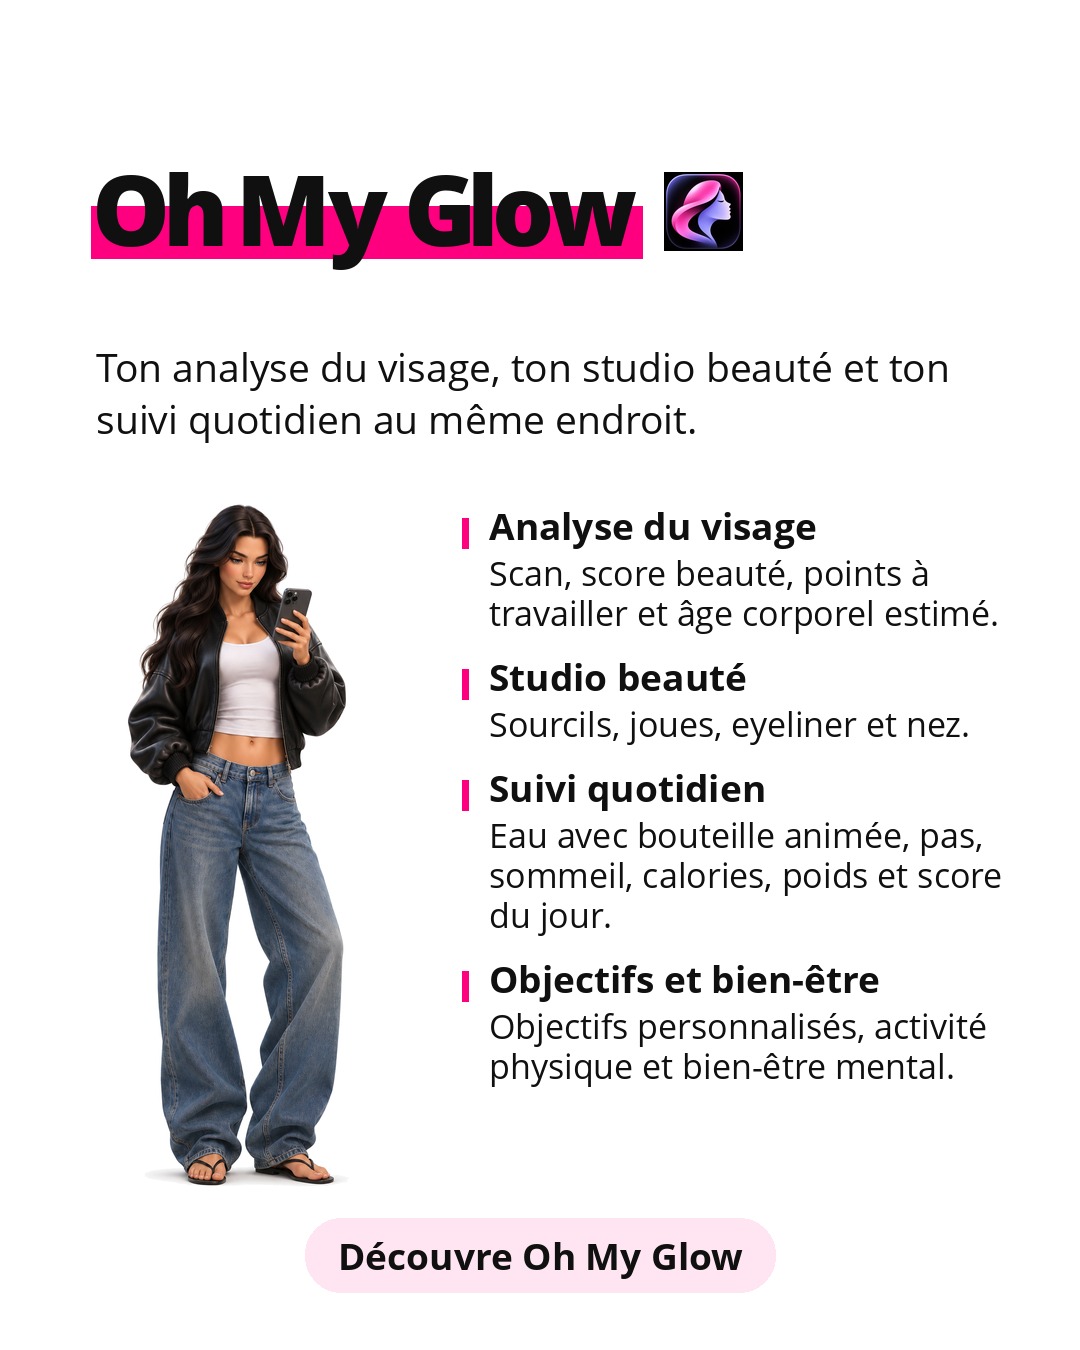 Oh My Glow
Ton analyse du visage, ton studio beauté et ton
suivi quotidien au même endroit.
Analyse du visage
Scan, score beauté, points à
travailler et âge corporel estimé.
Studio beauté
Sourcils, joues, eyeliner et nez.
Suivi quotidien
Eau avec bouteille animée, pas,
sommeil, calories, poids et score
du jour.
Objectifs et bien-être
Objectifs personnalisés, activité
physique et bien-être mental.
Découvre Oh My Glow